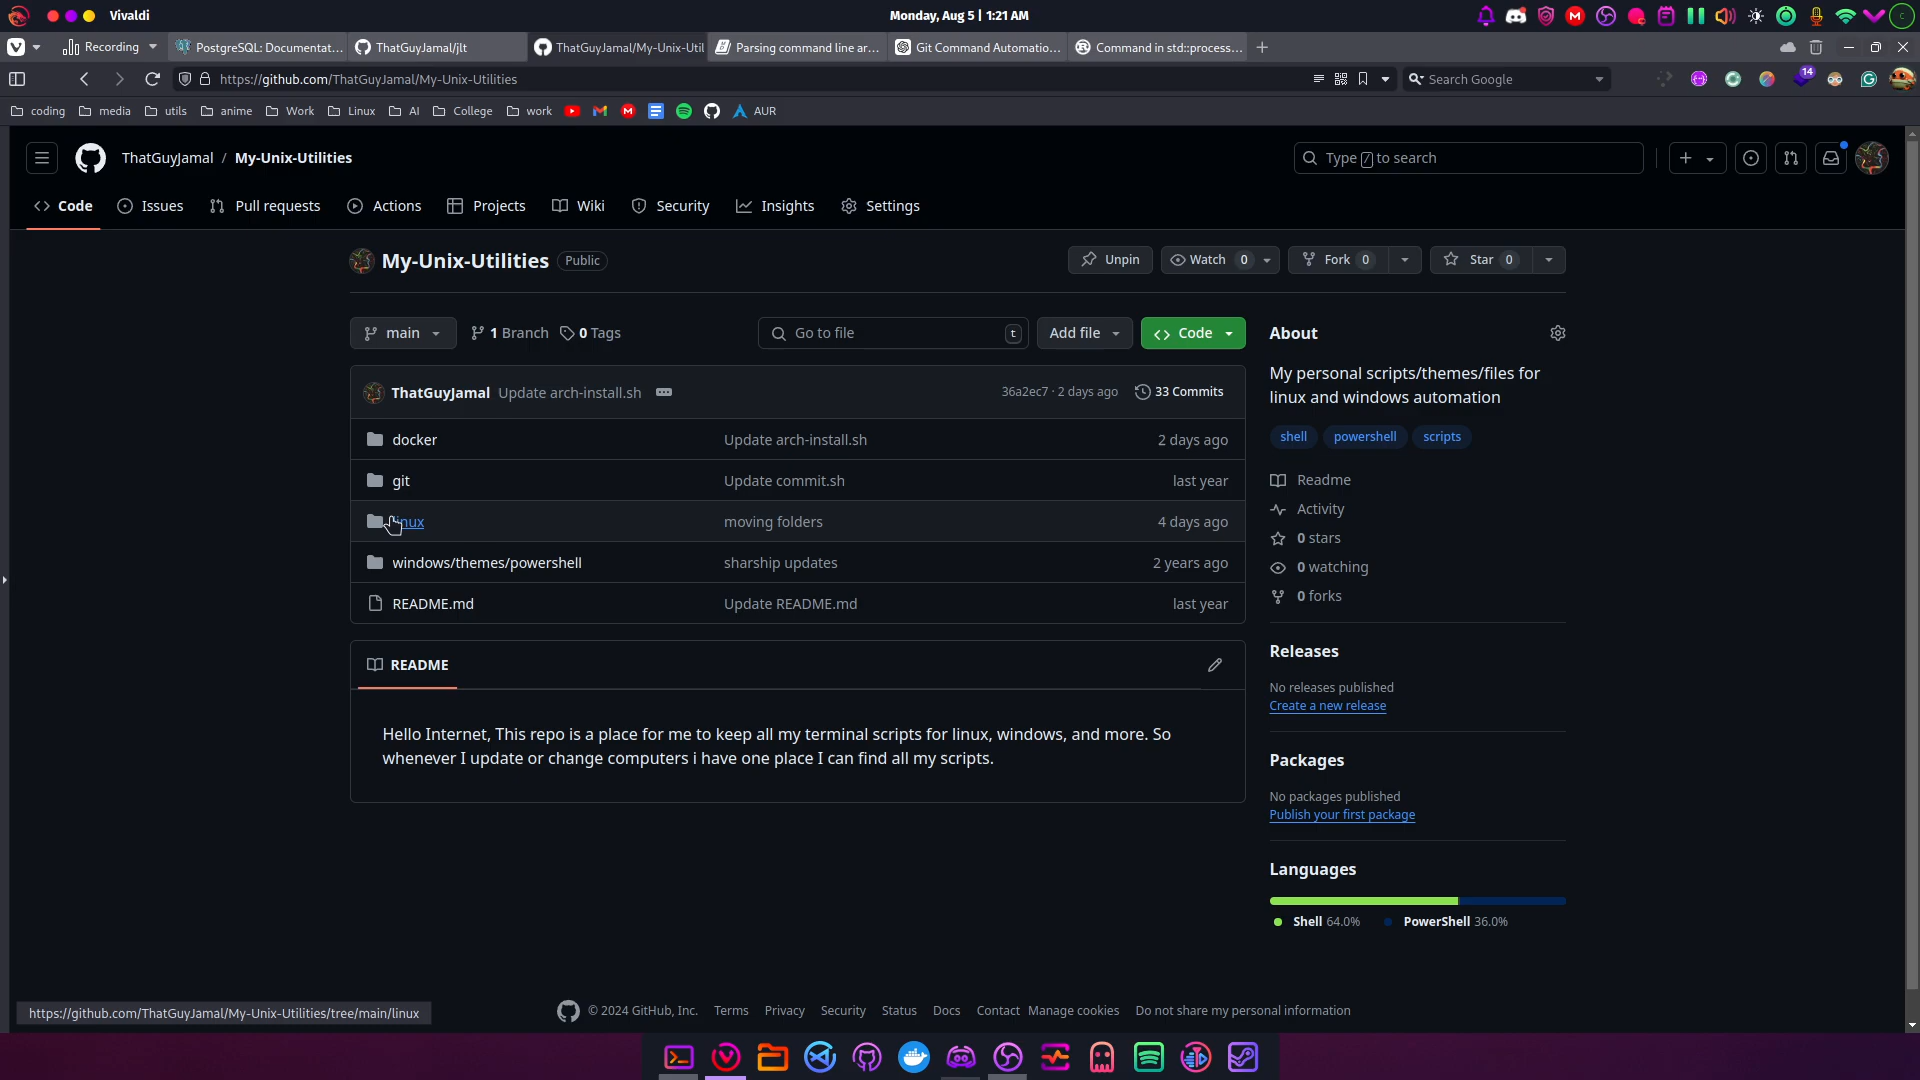 Vivaldi
Monday, Aug 5 | 1:21 AM
Recording
PostgreSQL: Documentat...
ThatGuyJamal/jlt
ThatGuyJamal/My-Unix-Util
Parsing command line ar...
Git Command Automatio...
Command in std::process...
https://github.com/ThatGuyJamal/My-Unix-Utilities
Search Google
14
coding
media
utils
anime
Work
Linux
AI
College
work
AUR
ThatGuyJamal / My-Unix-Utilities
Type / to search
Code
Issues
Pull requests
Actions
Projects
Wiki
Security
Insights
Settings
My-Unix-Utilities
Public
Unpin
Watch 0
Fork 0
Star 0
main
1 Branch
0 Tags
Go to file
t
Add file
Code
ThatGuyJamal Update arch-install.sh
36a2ec7 · 2 days ago
33 Commits
docker
Update arch-install.sh
2 days ago
git
Update commit.sh
last year
linux
moving folders
4 days ago
windows/themes/powershell
sharship updates
2 years ago
README.md
Update README.md
last year
README
Hello Internet, This repo is a place for me to keep all my terminal scripts for linux, windows, and more. So
whenever I update or change computers i have one place I can find all my scripts.
About
My personal scripts/themes/files for
linux and windows automation
shell
powershell
scripts
Readme
Activity
0 stars
0 watching
0 forks
Releases
No releases published
Create a new release
Packages
No packages published
Publish your first package
Languages
Shell 64.0%
PowerShell 36.0%
© 2024 GitHub, Inc.
Terms
Privacy
Security
Status
Docs
Contact
Manage cookies
Do not share my personal information
https://github.com/ThatGuyJamal/My-Unix-Utilities/tree/main/linux